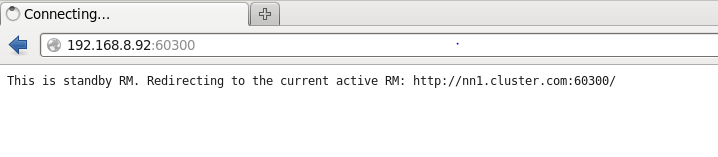 Connecting...
192.168.8.92:60300
This is standby RM. Redirecting to the current active RM: http://nn1.cluster.com:60300/